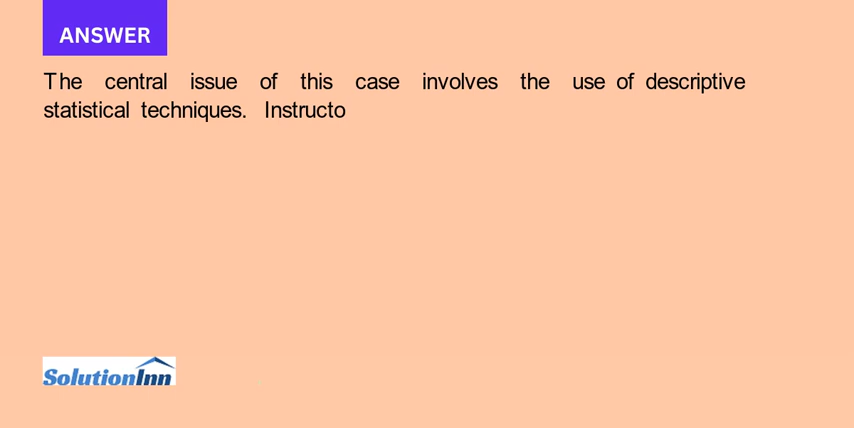 ANSWER
The central issue of this case involves the use of descriptive
statistical techniques. Instructo
SolutionInn